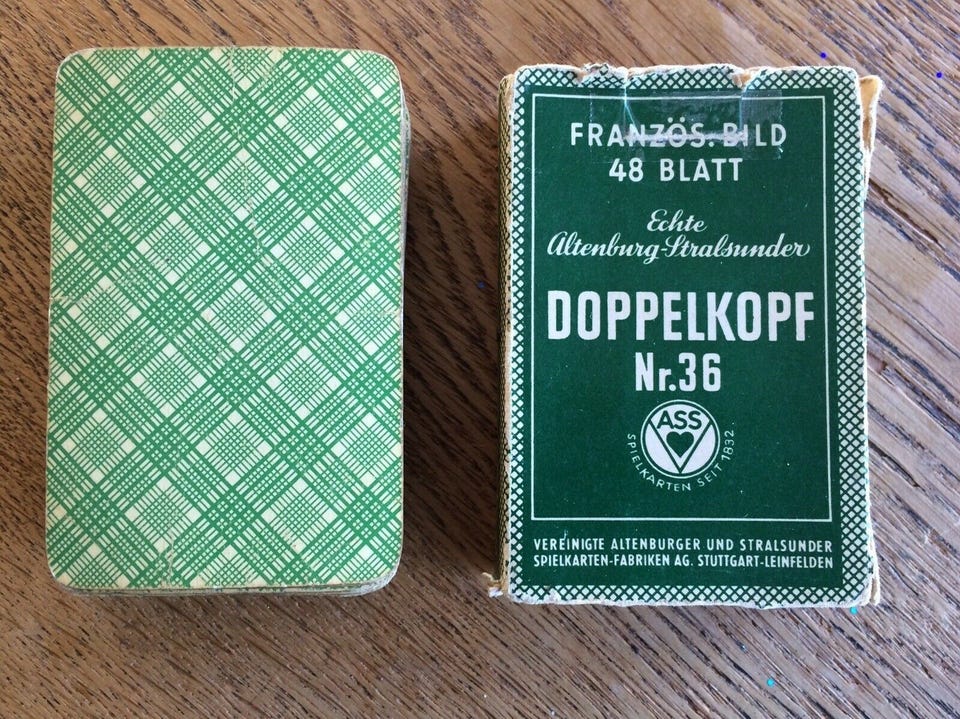 FRANZÖS. BILD
48 BLATT
Echte
Altenburg-Stralsunder
DOPPELKOPF
Nr. 36
ASS
SPIELKARTEN SEIT 1832
VEREINIGTE ALTENBURGER UND STRALSUNDER
SPIELKARTEN-FABRIKEN AG. STUTTGART-LEINFELDEN